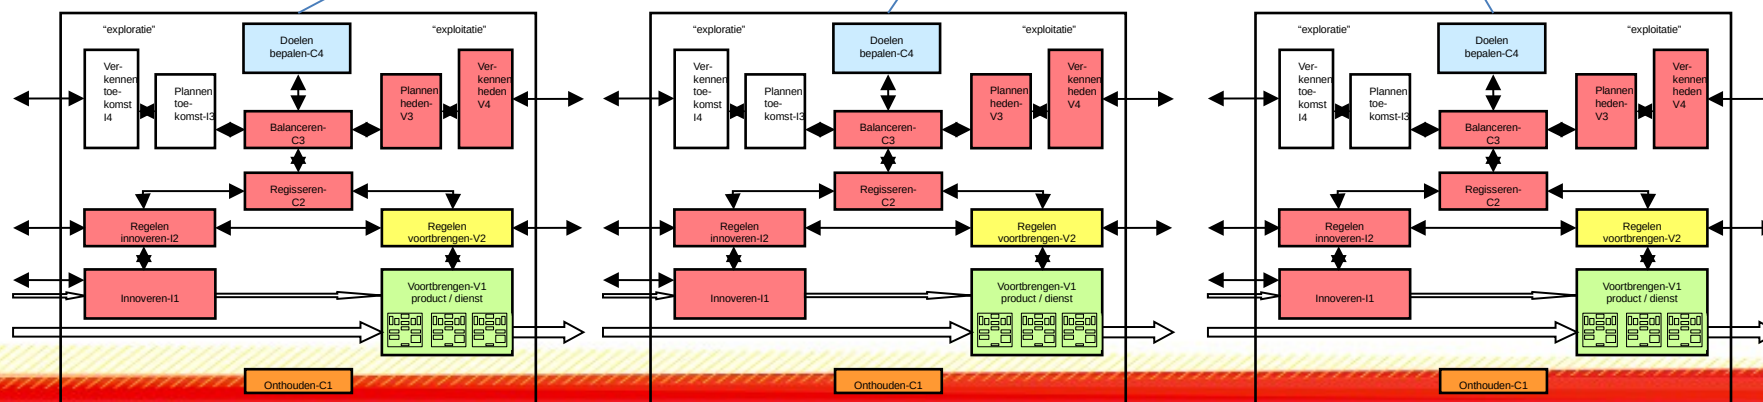 “exploratie”
“exploitatie”
Doelen
bepalen-C4
Ver-
kennen
toe-
komst
I4
Plannen
toe-
komst-I3
Balanceren-
C3
Plannen
heden-
V3
Ver-
kennen
heden
V4
Regisseren-
C2
Regelen
innoveren-I2
Regelen
voortbrengen-V2
Innoveren-I1
Voortbrengen-V1
product / dienst
Onthouden-C1
“exploratie”
“exploitatie”
Doelen
bepalen-C4
Ver-
kennen
toe-
komst
I4
Plannen
toe-
komst-I3
Balanceren-
C3
Plannen
heden-
V3
Ver-
kennen
heden
V4
Regisseren-
C2
Regelen
innoveren-I2
Regelen
voortbrengen-V2
Innoveren-I1
Voortbrengen-V1
product / dienst
Onthouden-C1
“exploratie”
“exploitatie”
Doelen
bepalen-C4
Ver-
kennen
toe-
komst
I4
Plannen
toe-
komst-I3
Balanceren-
C3
Plannen
heden-
V3
Ver-
kennen
heden
V4
Regisseren-
C2
Regelen
innoveren-I2
Regelen
voortbrengen-V2
Innoveren-I1
Voortbrengen-V1
product / dienst
Onthouden-C1